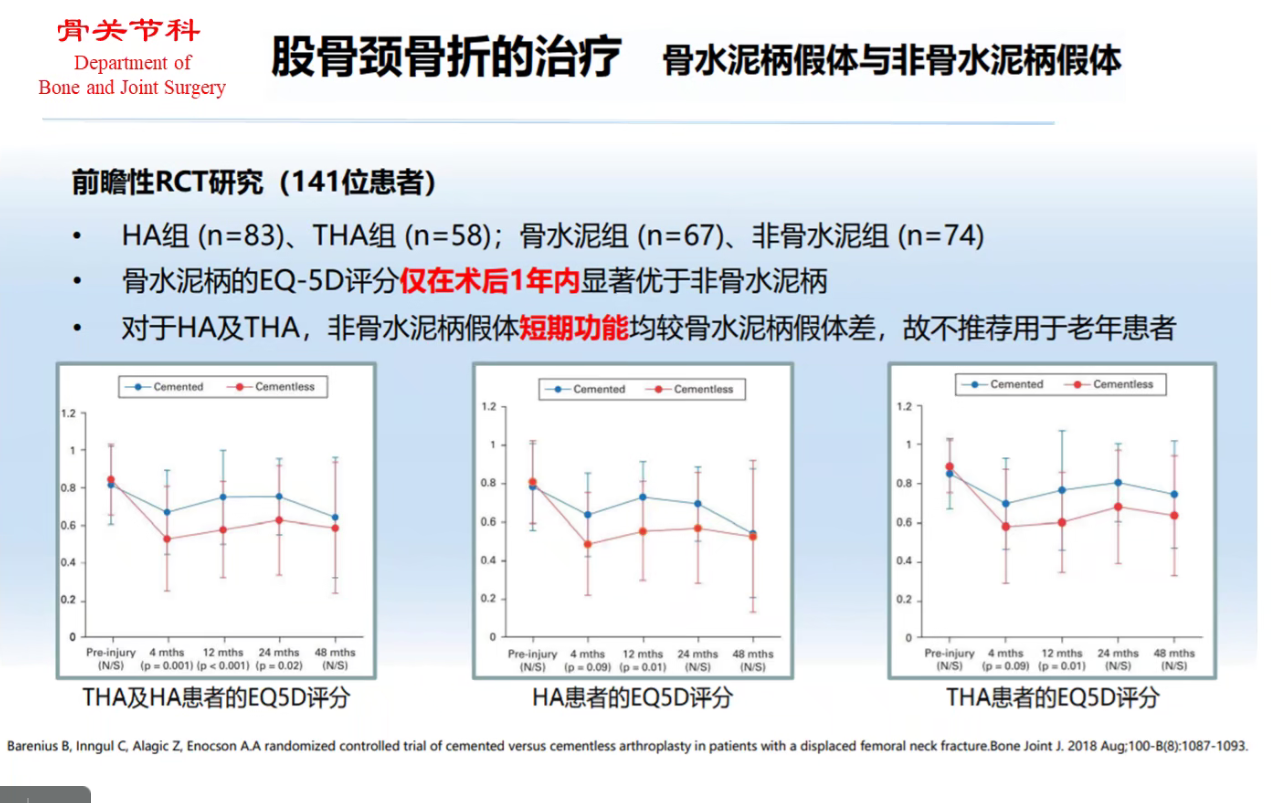 骨关节科
Department of
Bone and Joint Surgery
股骨颈骨折的治疗 骨水泥柄假体与非骨水泥柄假体
前瞻性RCT研究（141位患者）
• HA组 (n=83)、THA组 (n=58)；骨水泥组 (n=67)、非骨水泥组 (n=74)
• 骨水泥柄的EQ-5D评分仅在术后1年内显著优于非骨水泥柄
• 对于HA及THA，非骨水泥柄假体短期功能均较骨水泥柄假体差，故不推荐用于老年患者
Cemented Cementless
1.2
1
0.8
0.6
0.4
0.2
0
Pre-injury 4 mths 12 mths 24 mths 48 mths
(N/S) (p = 0.001) (p < 0.001) (p = 0.02) (N/S)
THA及HA患者的EQ5D评分
Cemented Cementless
1.2
1
0.8
0.6
0.4
0.2
0
Pre-injury 4 mths 12 mths 24 mths 48 mths
(N/S) (p = 0.09) (p = 0.01) (N/S) (N/S)
HA患者的EQ5D评分
Cemented Cementless
1.2
1
0.8
0.6
0.4
0.2
0
Pre-injury 4 mths 12 mths 24 mths 48 mths
(N/S) (p = 0.09) (p = 0.01) (N/S) (N/S)
THA患者的EQ5D评分
Barenius B, Inngul C, Alagic Z, Enocson A.A randomized controlled trial of cemented versus cementless arthroplasty in patients with a displaced femoral neck fracture.Bone Joint J. 2018 Aug;100-B(8):1087-1093.